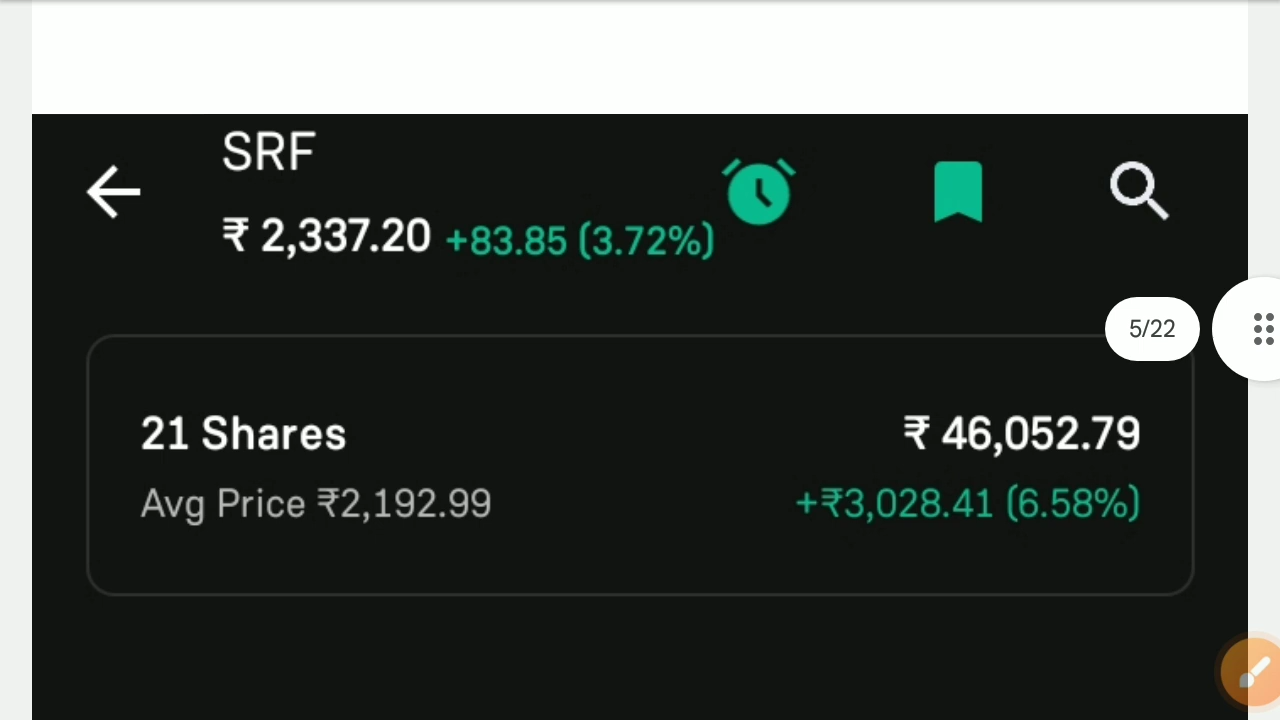 SRF
₹ 2,337.20 +83.85 (3.72%)
5/22
21 Shares
₹ 46,052.79
Avg Price ₹2,192.99
+₹3,028.41 (6.58%)